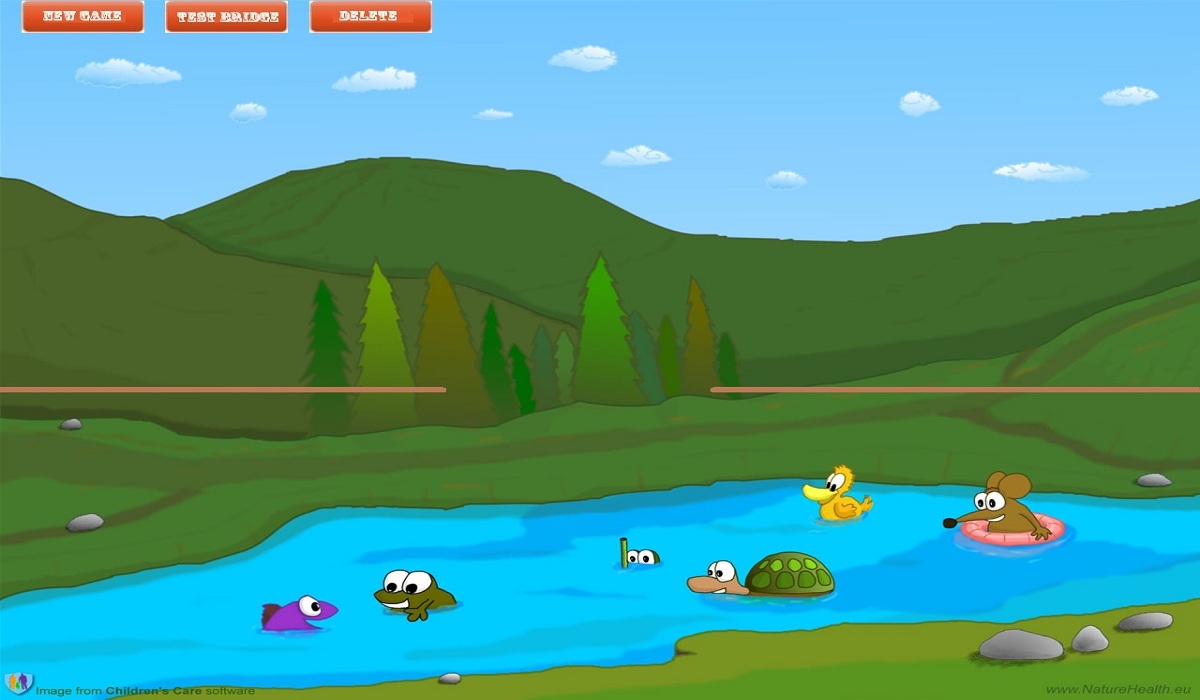 NEW GAME
TEST BRIDGE
DELETE
Image from Children's Care software
www.NatureHealth.eu